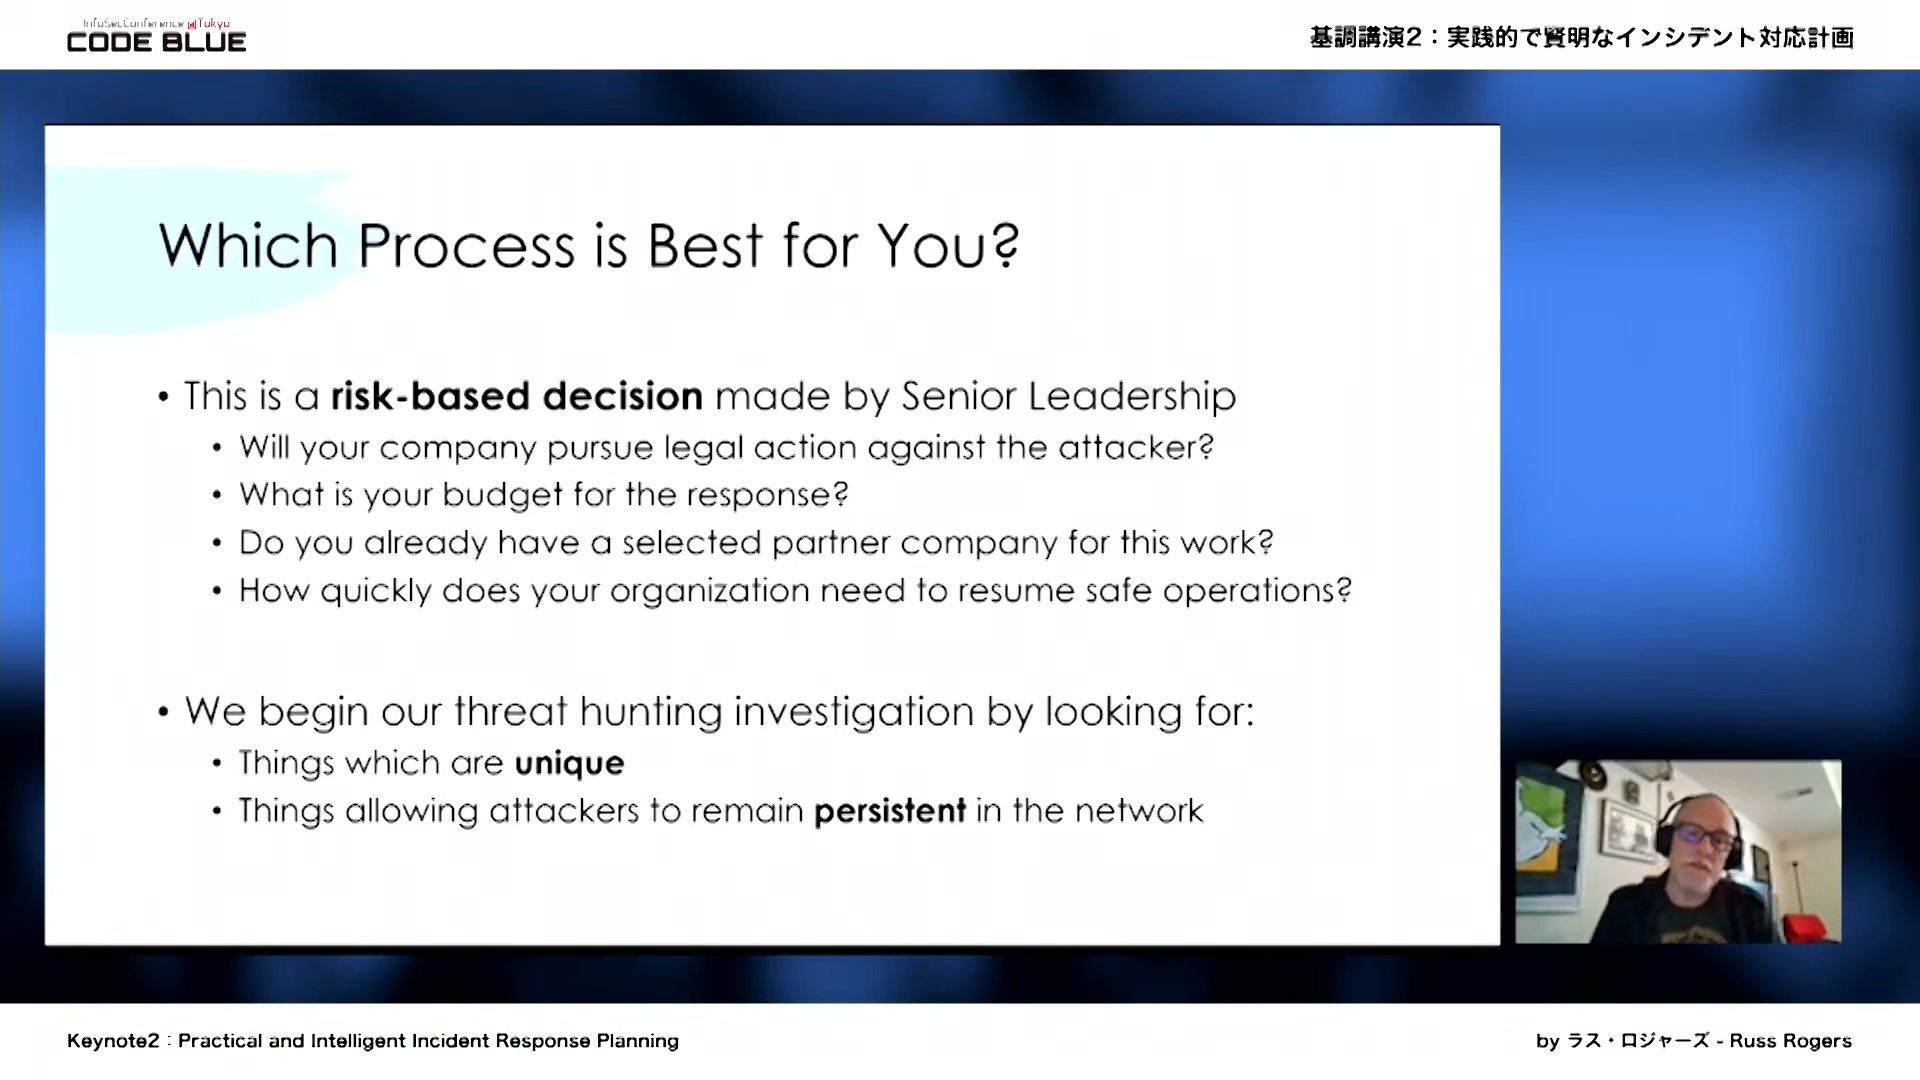 InfoSecConference @Tokyo
CODE BLUE
基調講演2：実践的で賢明なインシデント対応計画
Which Process is Best for You?
• This is a risk-based decision made by Senior Leadership
• Will your company pursue legal action against the attacker?
• What is your budget for the response?
• Do you already have a selected partner company for this work?
• How quickly does your organization need to resume safe operations?
• We begin our threat hunting investigation by looking for:
• Things which are unique
• Things allowing attackers to remain persistent in the network
Keynote2：Practical and Intelligent Incident Response Planning
by ラス・ロジャーズ - Russ Rogers